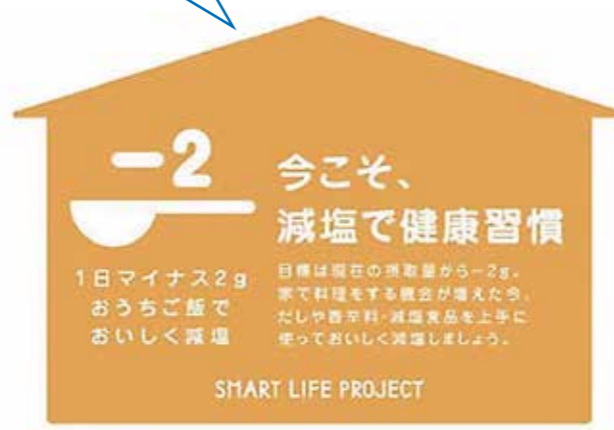 -2
1日マイナス2g
おうちご飯で
おいしく減塩
今こそ、
減塩で健康習慣
目標は現在の摂取量から-2g。
家で料理をする機会が増えた今、
だしや香辛料・減塩食品を上手に
使っておいしく減塩しましょう。
SMART LIFE PROJECT